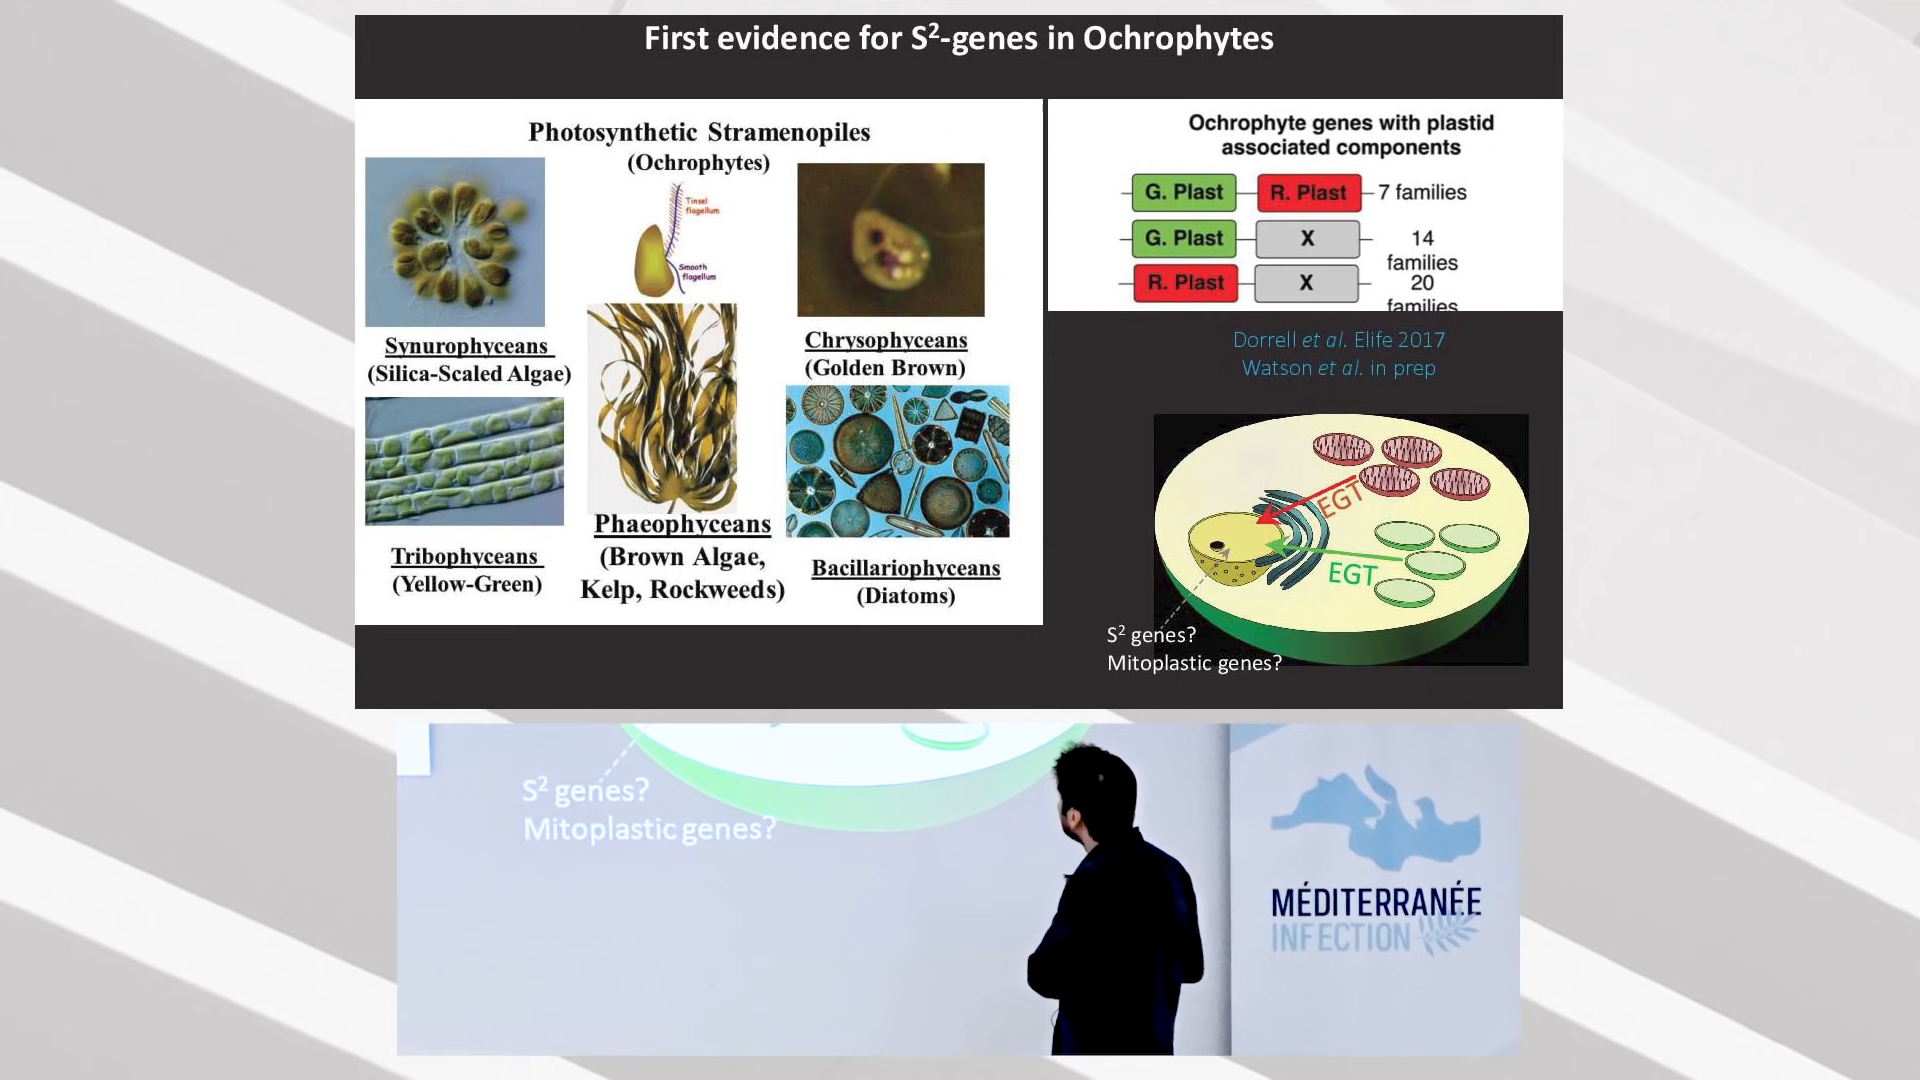 First evidence for S²-genes in Ochrophytes
Photosynthetic Stramenopiles
(Ochrophytes)
Tinsel
flagellum
Smooth
flagellum
Synurophyceans
(Silica-Scaled Algae)
Chrysophyceans
(Golden Brown)
Tribophyceans
(Yellow-Green)
Phaeophyceans
(Brown Algae,
Kelp, Rockweeds)
Bacillariophyceans
(Diatoms)
Ochrophyte genes with plastid
associated components
G. Plast R. Plast 7 families
G. Plast X 14
families
R. Plast X 20
families
Dorrell et al. Elife 2017
Watson et al. in prep
EGT
EGT
S² genes?
Mitoplastic genes?
S² genes?
Mitoplastic genes?
MÉDITERRANÉE
INFECTION